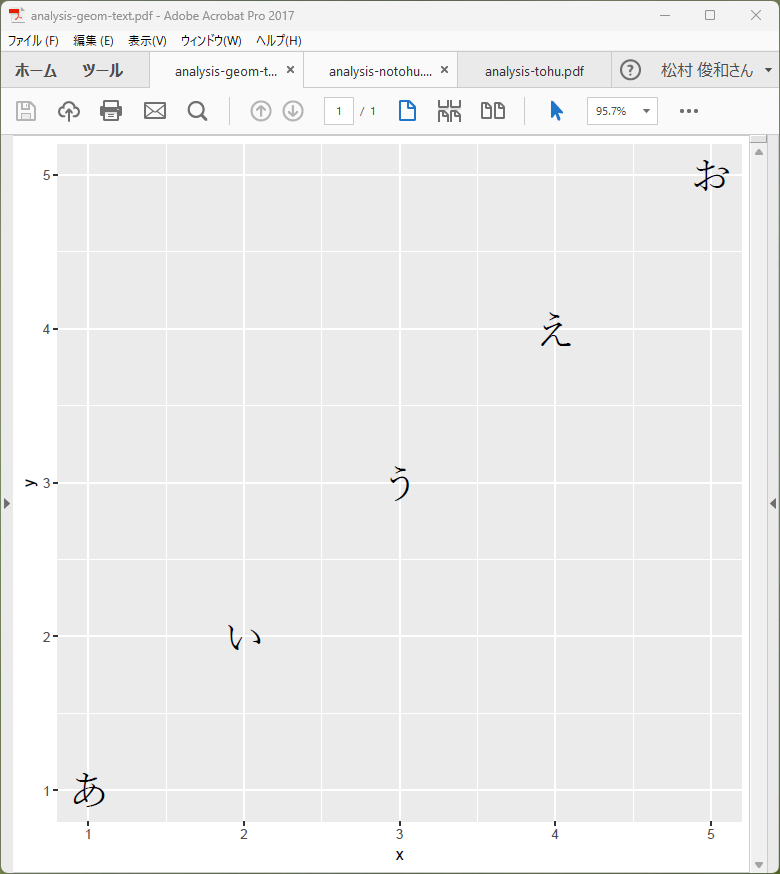 analysis-geom-text.pdf - Adobe Acrobat Pro 2017
ファイル(F) 編集(E) 表示(V) ウィンドウ(W) ヘルプ(H)
ホーム ツール analysis-geom-t... × analysis-notohu.... × analysis-tohu.pdf ? 松村 俊和さん
1 / 1 95.7%
5 お
4 え
y 3 う
2 い
1 あ
1 2 3 4 5
x